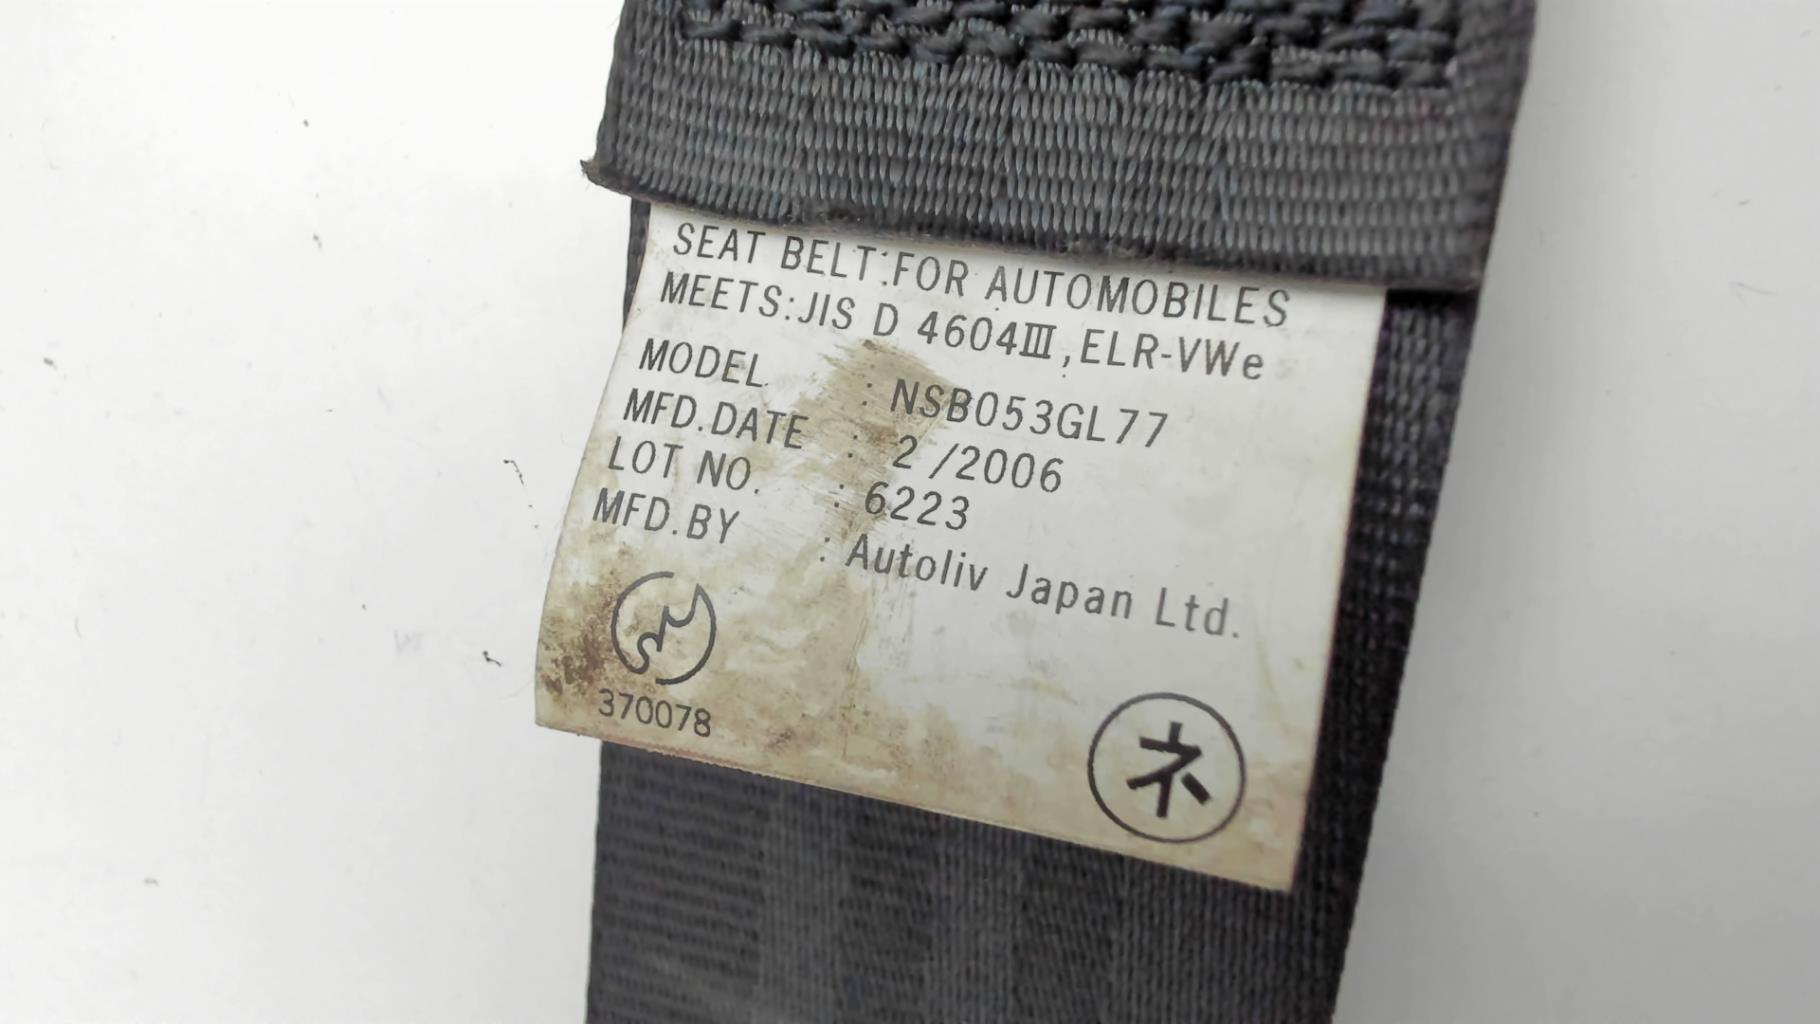 SEAT BELT:FOR AUTOMOBILES
MEETS:JIS D 4604Ⅲ,ELR-VWe
MODEL : NSB053GL77
MFD.DATE : 2 /2006
LOT NO. : 6223
MFD.BY : Autoliv Japan Ltd.
370078
ネ